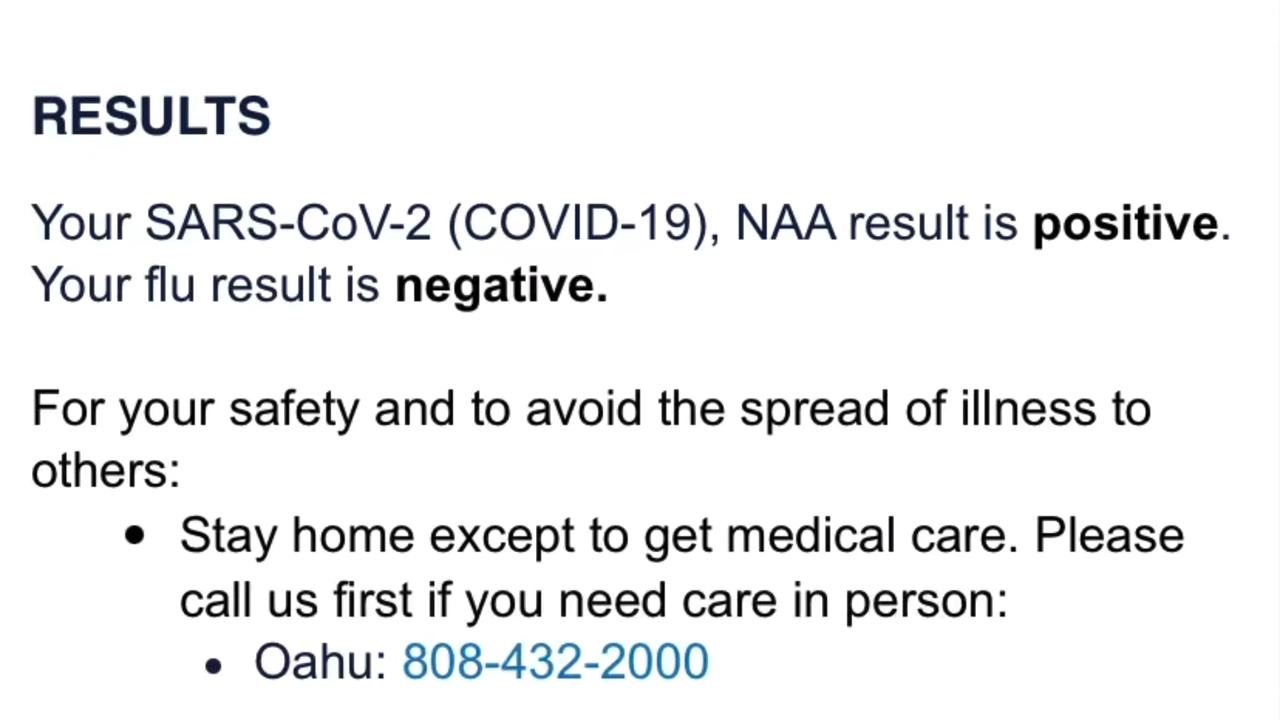 RESULTS
Your SARS-CoV-2 (COVID-19), NAA result is positive.
Your flu result is negative.
For your safety and to avoid the spread of illness to
others:
• Stay home except to get medical care. Please
call us first if you need care in person:
• Oahu: 808-432-2000